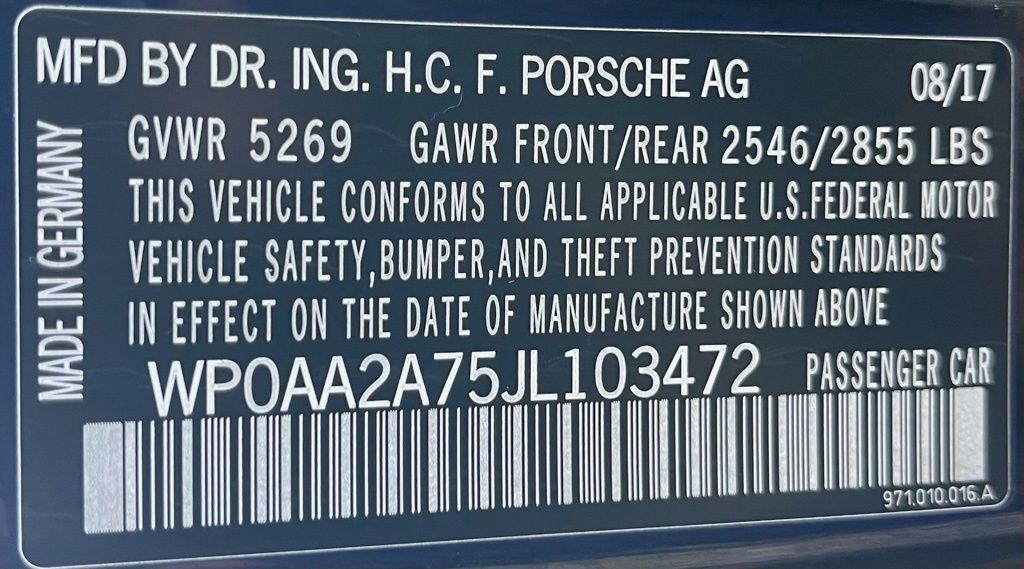 MFD BY DR. ING. H.C. F. PORSCHE AG 08/17
GVWR 5269 GAWR FRONT/REAR 2546/2855 LBS
THIS VEHICLE CONFORMS TO ALL APPLICABLE U.S.FEDERAL MOTOR
VEHICLE SAFETY,BUMPER,AND THEFT PREVENTION STANDARDS
IN EFFECT ON THE DATE OF MANUFACTURE SHOWN ABOVE
WP0AA2A75JL103472 PASSENGER CAR
971.010.016.A
MADE IN GERMANY